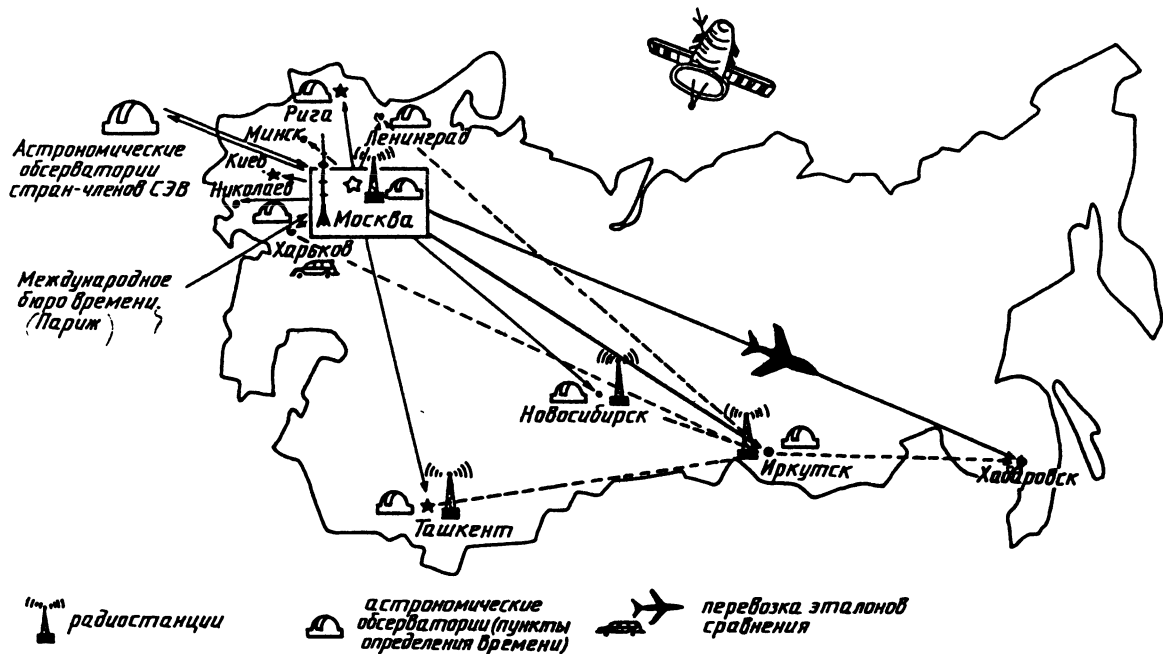 Рига
Минск
Ленинград
Астрономические
обсерватории
стран-членов СЭВ
Киев
Николаев
Москва
Харьков
Международное
бюро времени
(Париж)
Новосибирск
Иркутск
Хабаровск
Ташкент
радиостанции
астрономические
обсерватории (пункты
определения времени)
перевозка эталонов
сравнения